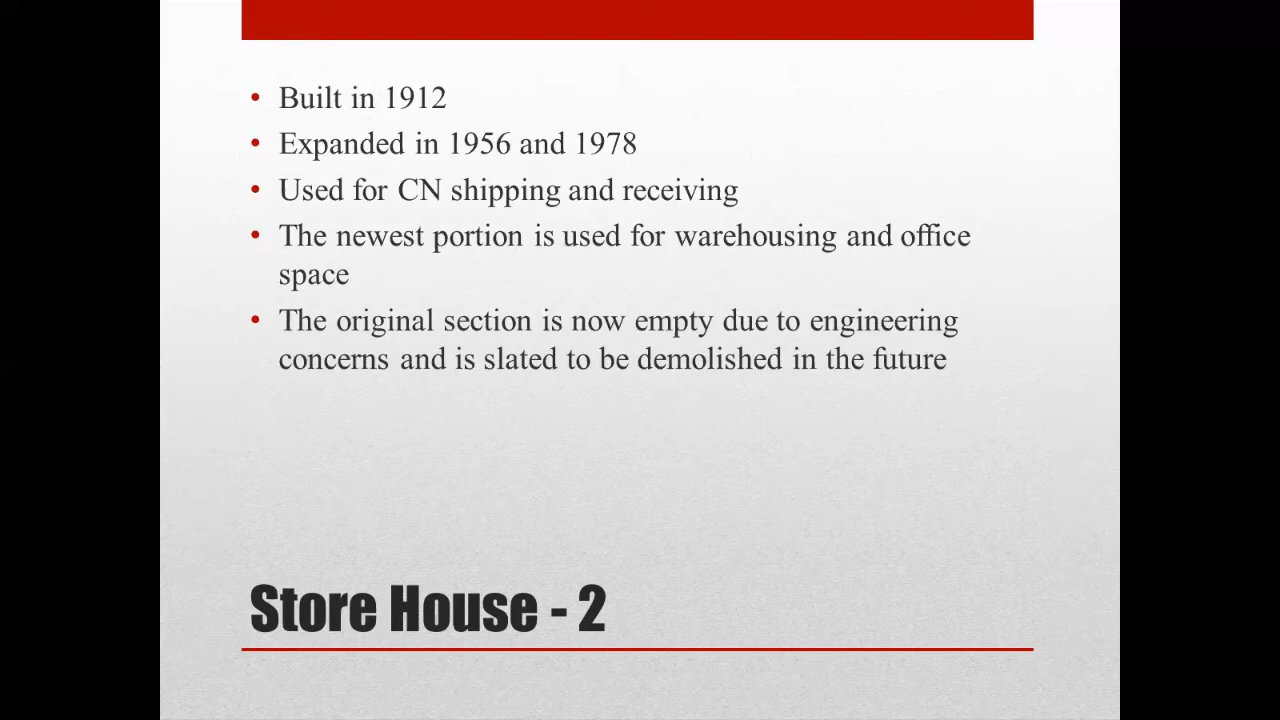 • Built in 1912
• Expanded in 1956 and 1978
• Used for CN shipping and receiving
• The newest portion is used for warehousing and office
space
• The original section is now empty due to engineering
concerns and is slated to be demolished in the future
Store House - 2